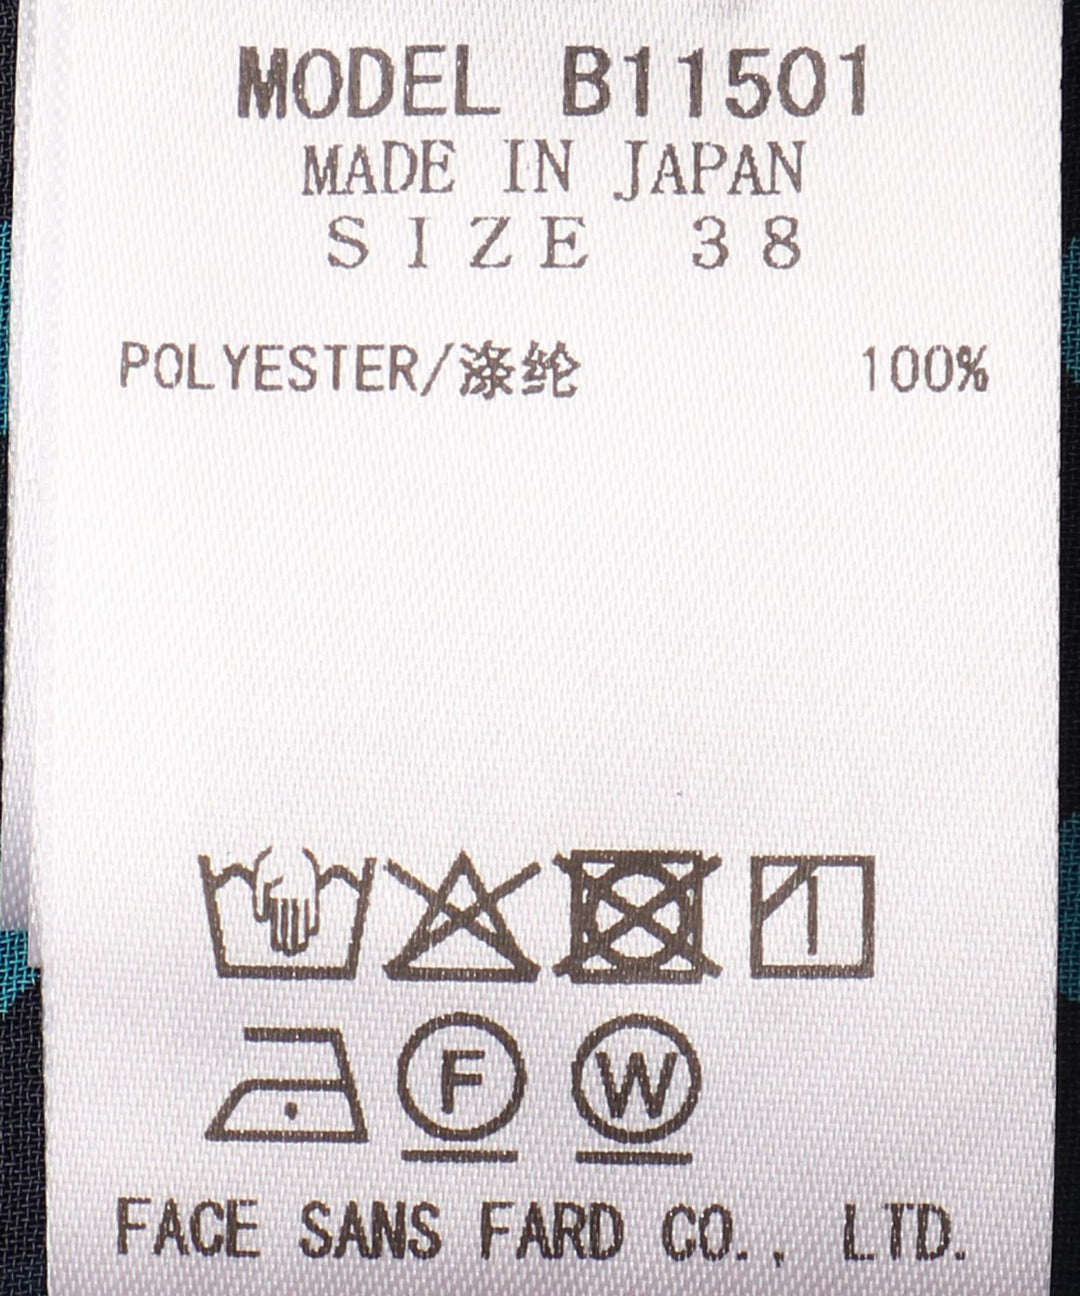 MODEL B11501
MADE IN JAPAN
SIZE 38
POLYESTER/涤纶 100%
F W
FACE SANS FARD CO., LTD.